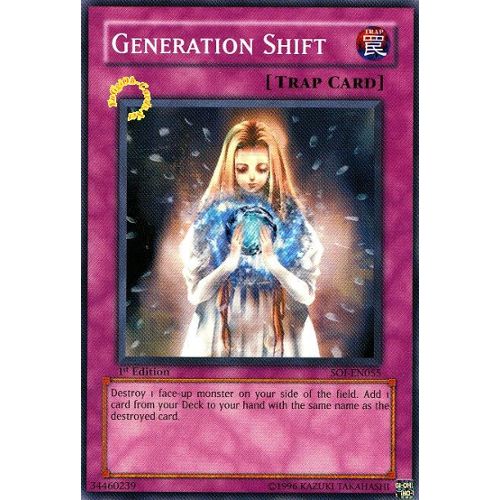 GENERATION SHIFT
TRAP
罠
[TRAP CARD]
1st Edition
SOI-EN055
Destroy 1 face-up monster on your side of the field. Add 1
card from your Deck to your hand with the same name as the
destroyed card.
34460239
©1996 KAZUKI TAKAHASHI